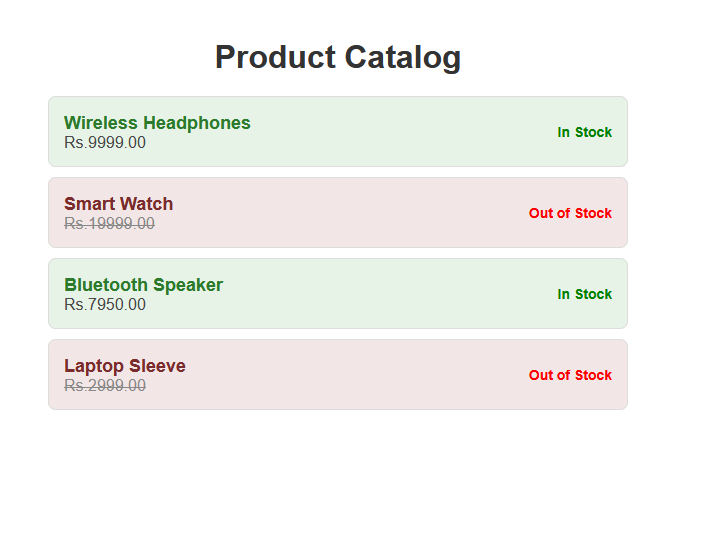 Product Catalog
Wireless Headphones
Rs.9999.00
In Stock
Smart Watch
Rs.19999.00
Out of Stock
Bluetooth Speaker
Rs.7950.00
In Stock
Laptop Sleeve
Rs.2999.00
Out of Stock